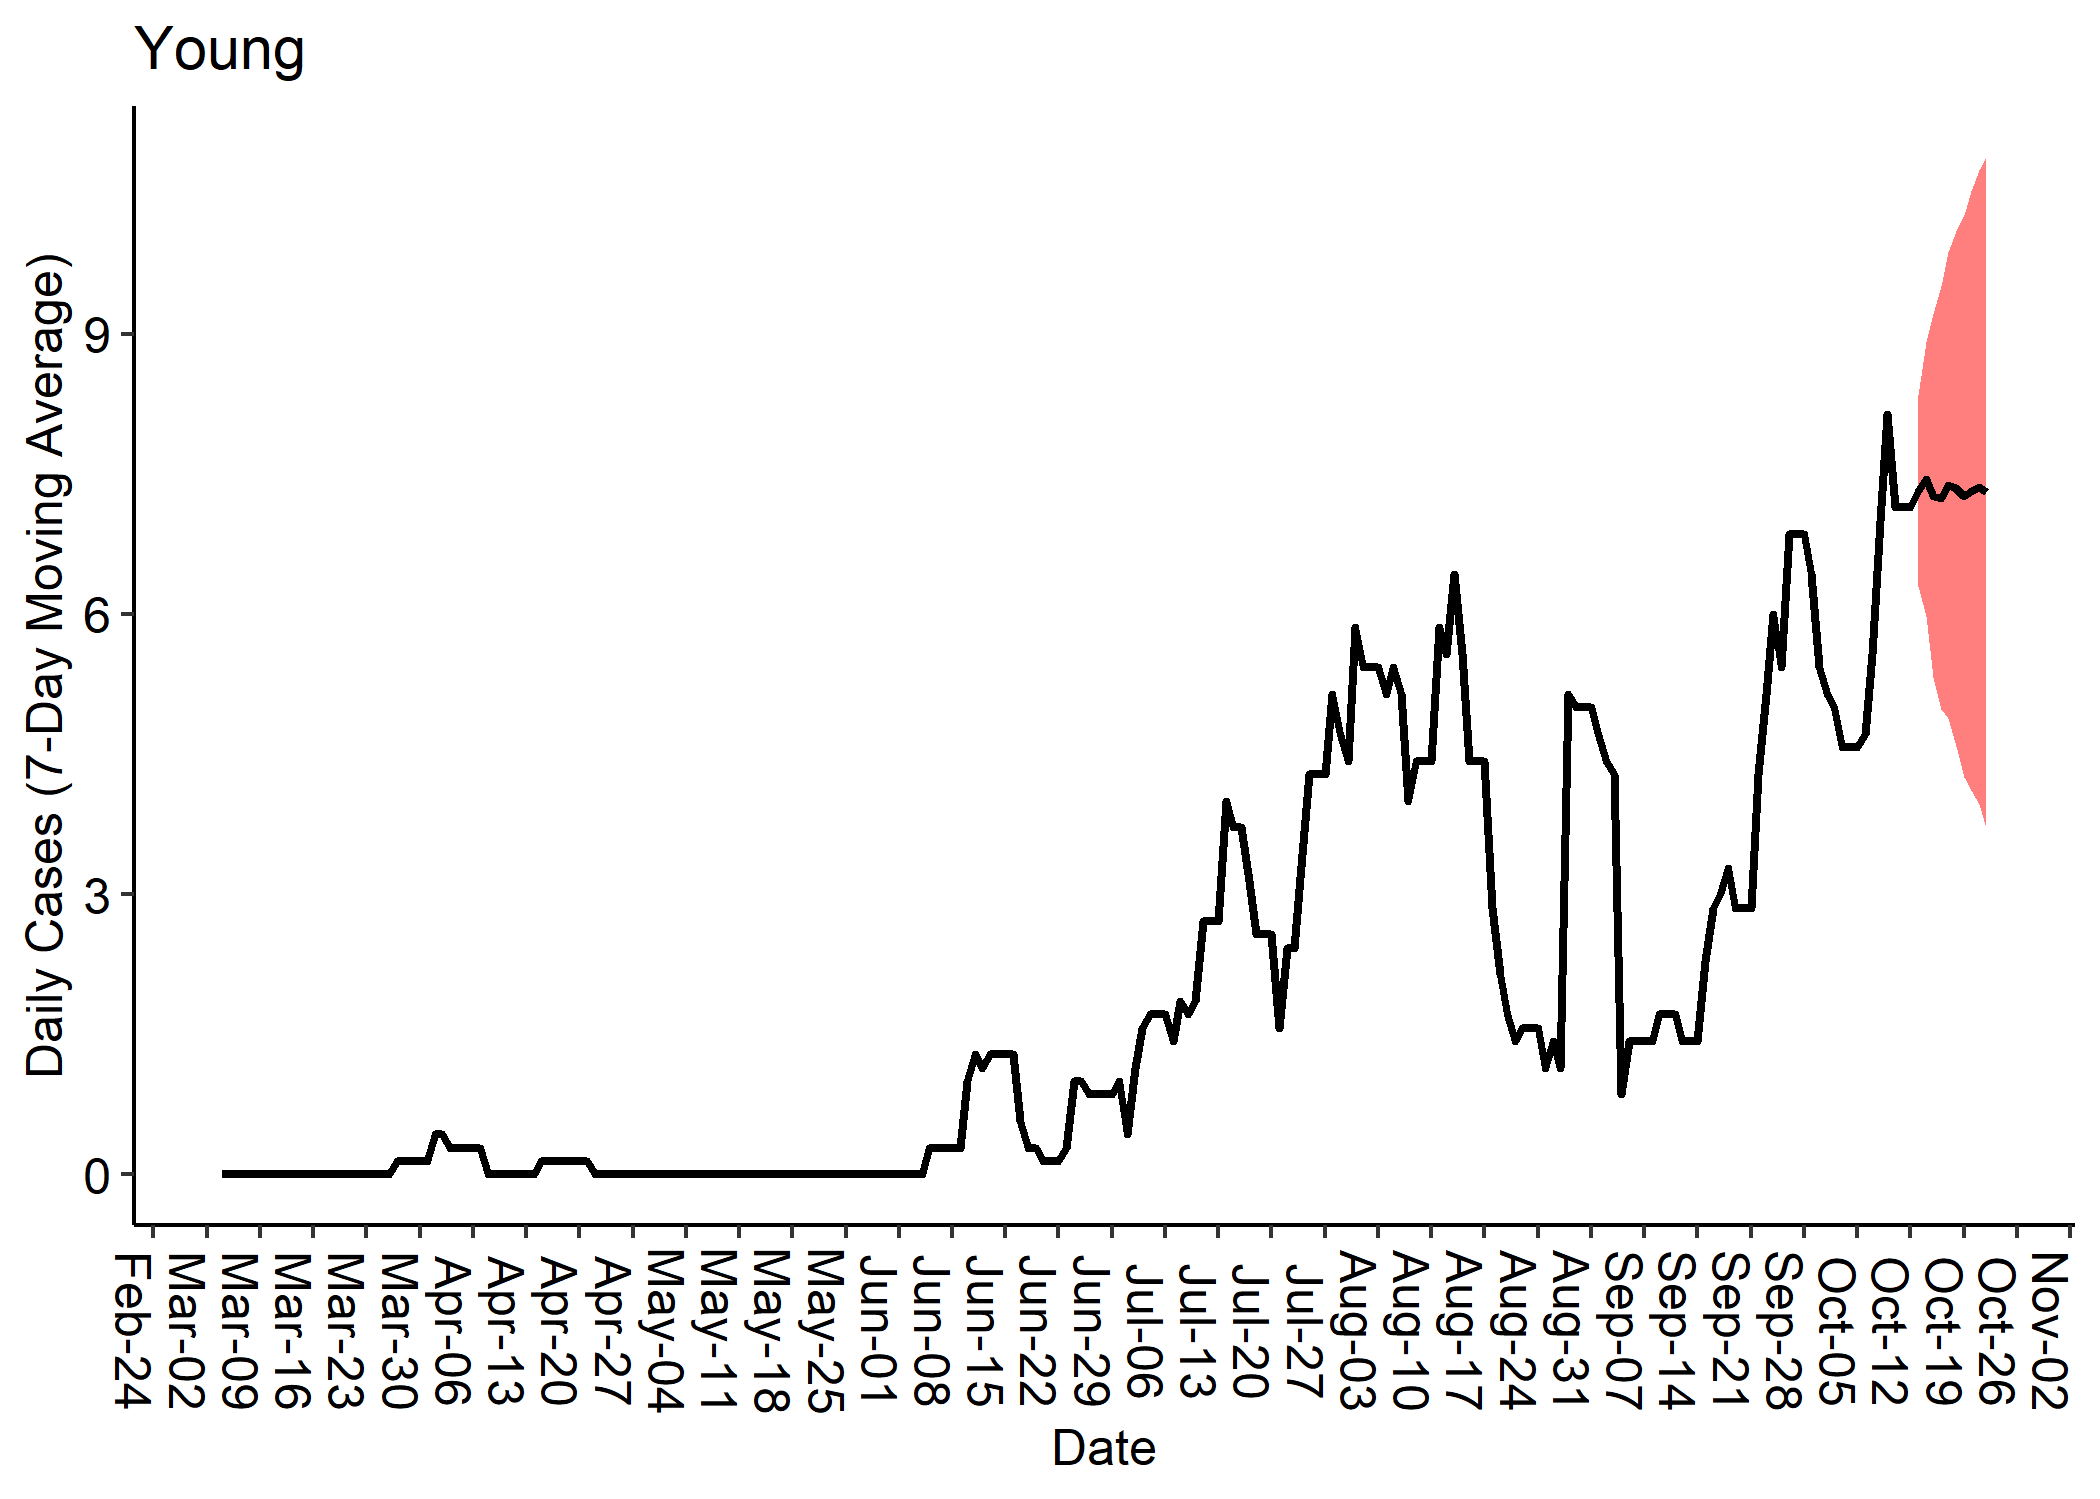 Young
Daily Cases (7-Day Moving Average)
9
6
3
0
Feb-24
Mar-02
Mar-09
Mar-16
Mar-23
Mar-30
Apr-06
Apr-13
Apr-20
Apr-27
May-04
May-11
May-18
May-25
Jun-01
Jun-08
Jun-15
Jun-22
Jun-29
Jul-06
Jul-13
Jul-20
Jul-27
Aug-03
Aug-10
Aug-17
Aug-24
Aug-31
Sep-07
Sep-14
Sep-21
Sep-28
Oct-05
Oct-12
Oct-19
Oct-26
Nov-02
Date